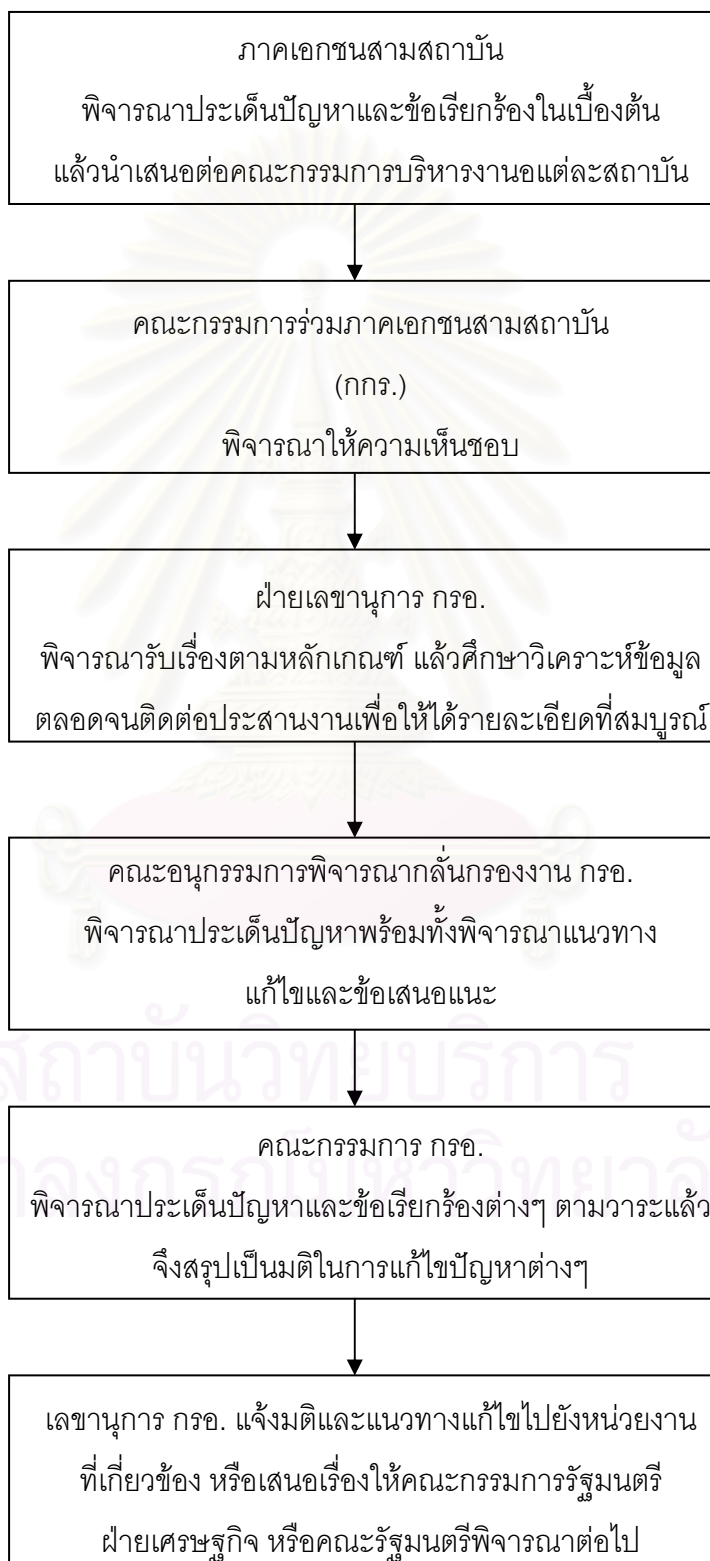 ภาคเอกชนสามสถาบัน
พิจารณาประเด็นปัญหาและข้อเรียกร้องในเบื้องต้น
แล้วนำเสนอต่อคณะกรรมการบริหารงานอแต่ละสถาบัน
คณะกรรมการร่วมภาคเอกชนสามสถาบัน
(กกร.)
พิจารณาให้ความเห็นชอบ
ฝ่ายเลขานุการ กรอ.
พิจารณารับเรื่องตามหลักเกณฑ์ แล้วศึกษาวิเคราะห์ข้อมูล
ตลอดจนติดต่อประสานงานเพื่อให้ได้รายละเอียดที่สมบูรณ์
คณะอนุกรรมการพิจารณากลั่นกรองงาน กรอ.
พิจารณาประเด็นปัญหาพร้อมทั้งพิจารณาแนวทาง
แก้ไขและข้อเสนอแนะ
สถาบันวิทยบริการ
คณะกรรมการ กรอ.
พิจารณาประเด็นปัญหาและข้อเรียกร้องต่างๆ ตามวาระแล้ว
จึงสรุปเป็นมติในการแก้ไขปัญหาต่างๆ
เลขานุการ กรอ. แจ้งมติและแนวทางแก้ไขไปยังหน่วยงาน
ที่เกี่ยวข้อง หรือเสนอเรื่องให้คณะกรรมการรัฐมนตรี
ฝ่ายเศรษฐกิจ หรือคณะรัฐมนตรีพิจารณาต่อไป